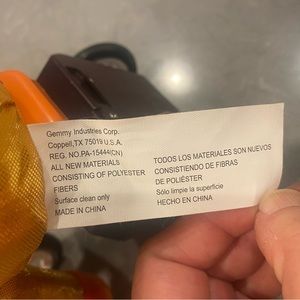 Gemmy Industries Corp.
Coppell,TX 75019 U.S.A.
REG. NO.PA-15444(CN)
ALL NEW MATERIALS
CONSISTING OF POLYESTER
FIBERS
Surface clean only
MADE IN CHINA
TODOS LOS MATERIALES SON NUEVOS
CONSISTIENDO DE FIBRAS
DE POLIÉSTER
Sólo limpie la superficie
HECHO EN CHINA